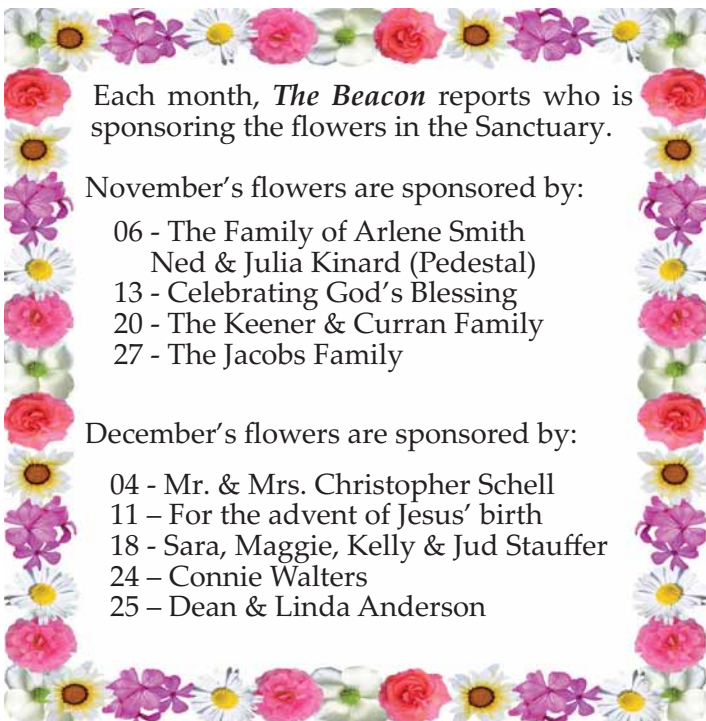 Each month, The Beacon reports who is
sponsoring the flowers in the Sanctuary.
November’s flowers are sponsored by:
06 - The Family of Arlene Smith
Ned & Julia Kinard (Pedestal)
13 - Celebrating God’s Blessing
20 - The Keener & Curran Family
27 - The Jacobs Family
December’s flowers are sponsored by:
04 - Mr. & Mrs. Christopher Schell
11 – For the advent of Jesus’ birth
18 - Sara, Maggie, Kelly & Jud Stauffer
24 – Connie Walters
25 – Dean & Linda Anderson